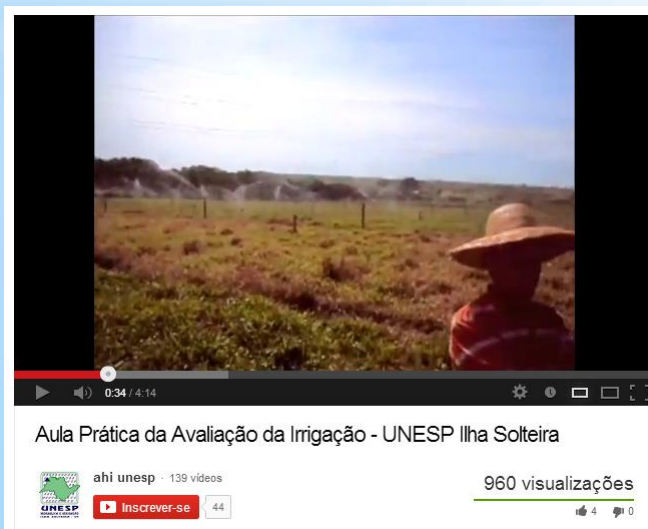 0:34 / 4:14
Aula Prática da Avaliação da Irrigação - UNESP Ilha Solteira
ahi unesp · 139 vídeos
960 visualizações
UNESP
Inscrever-se 44
4 0